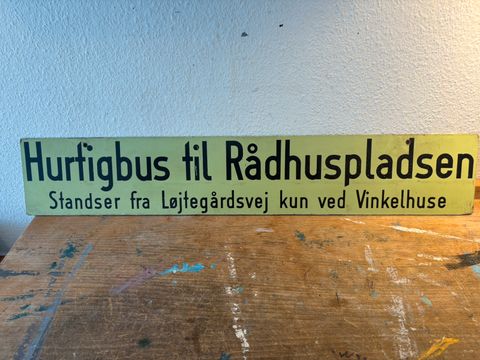 Hurtigbus til Rådhuspladsen
Standser fra Løjtegårdsvej kun ved Vinkelhuse